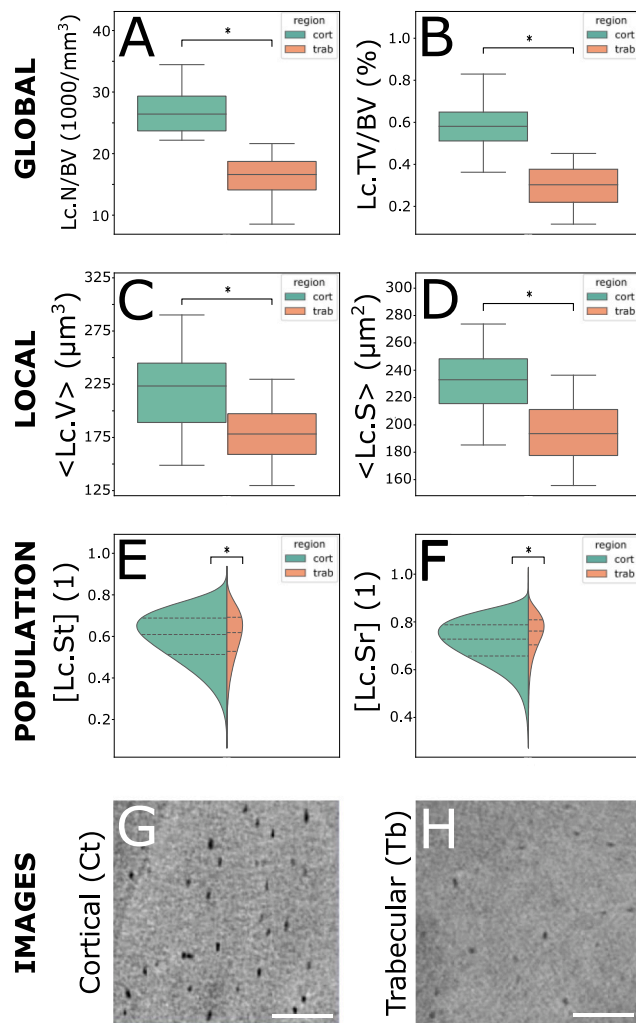 GLOBAL
A
Lc.N/BV (1000/mm³)
40
30
20
10
*
region
cort
trab
B
Lc.TV/BV (%)
1.0
0.8
0.6
0.4
0.2
*
region
cort
trab
LOCAL
C
<Lc.V> (μm³)
325
275
225
175
125
*
region
cort
trab
D
<Lc.S> (μm²)
300
280
260
240
220
200
180
160
*
region
cort
trab
POPULATION
E
[Lc.St] (1)
1.0
0.8
0.6
0.4
0.2
*
region
cort
trab
F
[Lc.Sr] (1)
1.0
0.8
0.6
0.4
*
region
cort
trab
IMAGES
Cortical (Ct)
G
Trabecular (Tb)
H